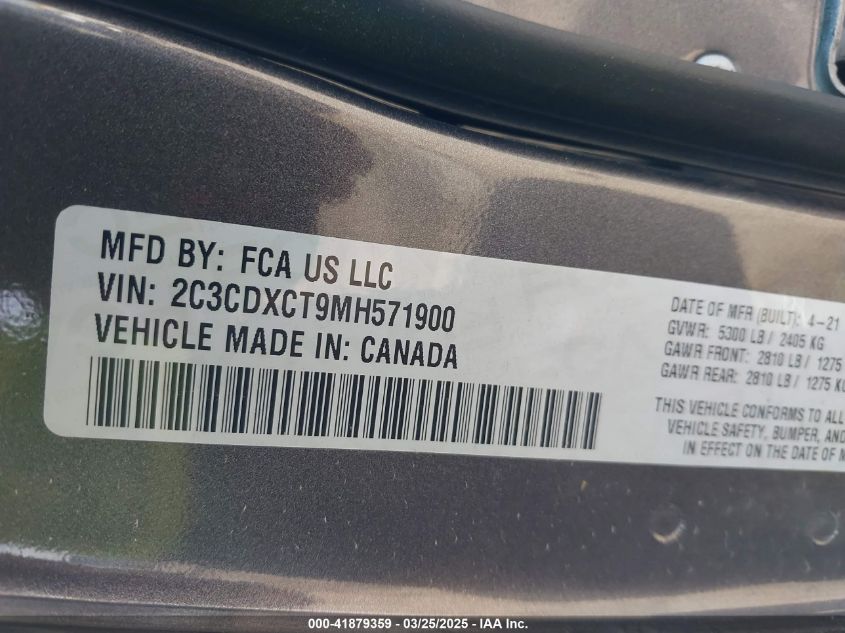 MFD BY: FCA US LLC
VIN: 2C3CDXCT9MH571900
VEHICLE MADE IN: CANADA
DATE OF MFR (BUILT): 4-21
GVWR: 5300 LB / 2405 KG
GAWR FRONT: 2810 LB / 1275
GAWR REAR: 2810 LB / 1275 KG
THIS VEHICLE CONFORMS TO ALL
VEHICLE SAFETY, BUMPER, AND
IN EFFECT ON THE DATE OF M
000-41879359 - 03/25/2025 - IAA Inc.